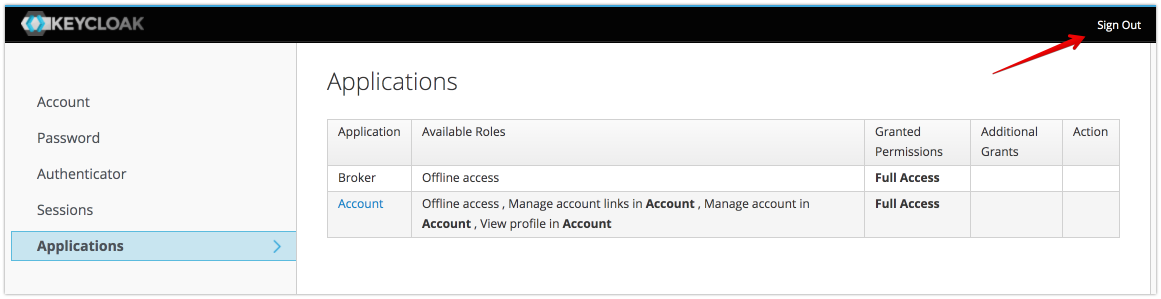 KEYCLOAK
Sign Out
Account
Password
Authenticator
Sessions
Applications
Applications
Application Available Roles Granted Permissions Additional Grants Action
Broker Offline access Full Access
Account Offline access , Manage account links in Account , Manage account in Full Access
Account , View profile in Account